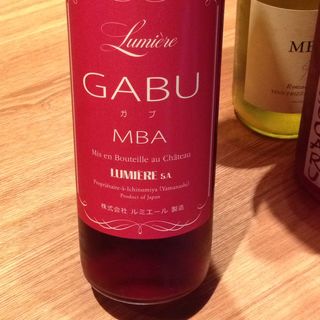 Lumière
GABU
ガブ
MBA
Mis en Bouteille au Château
LUMIÈRE S.A.
Propriétaire-à-Ichinomiya (Yamanashi)
Product of Japan
株式会社 ルミエール 製造